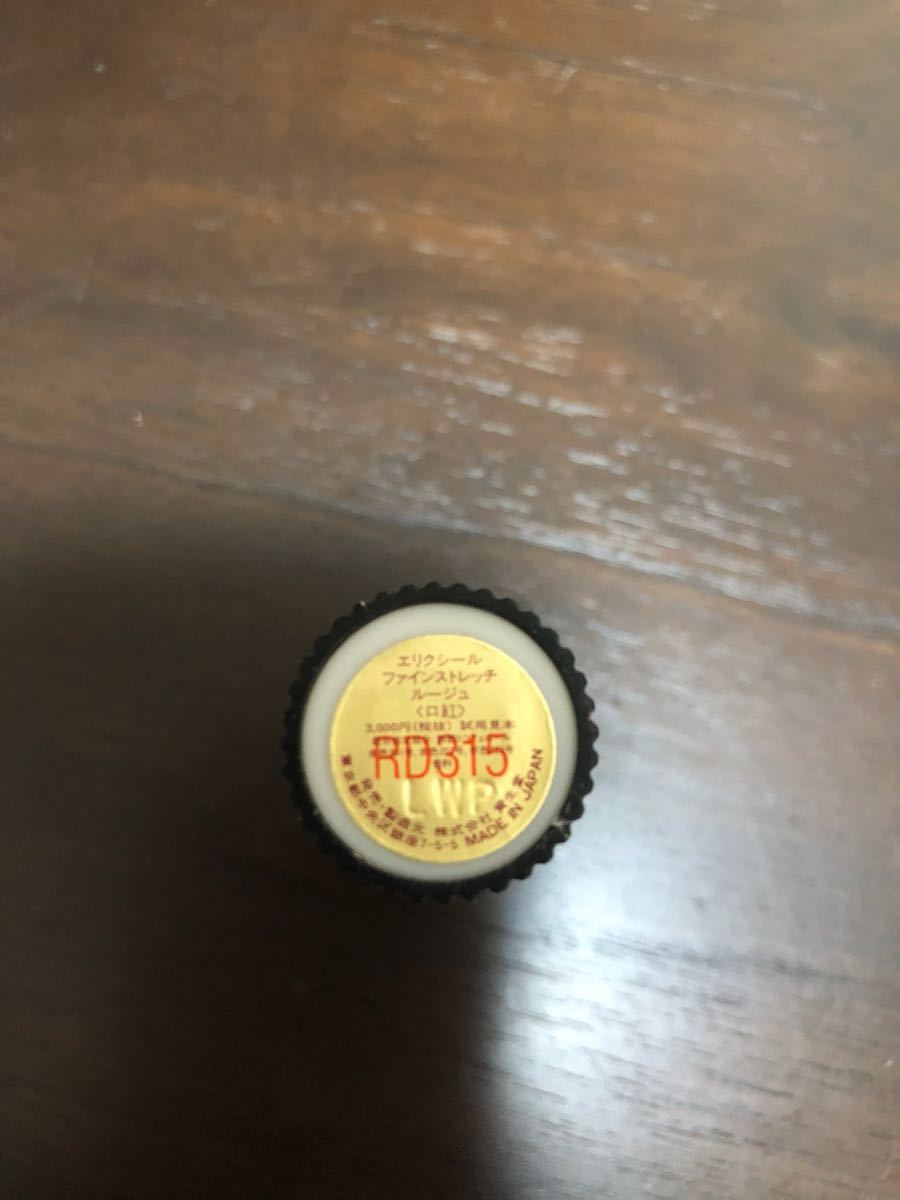 エリクシール
ファインストレッチ
ルージュ
〈口紅〉
3,000円(税抜) 試用見本
RD315
LWP
発売・製造元 株式会社 資生堂
東京都中央区銀座7-5-5 MADE IN JAPAN